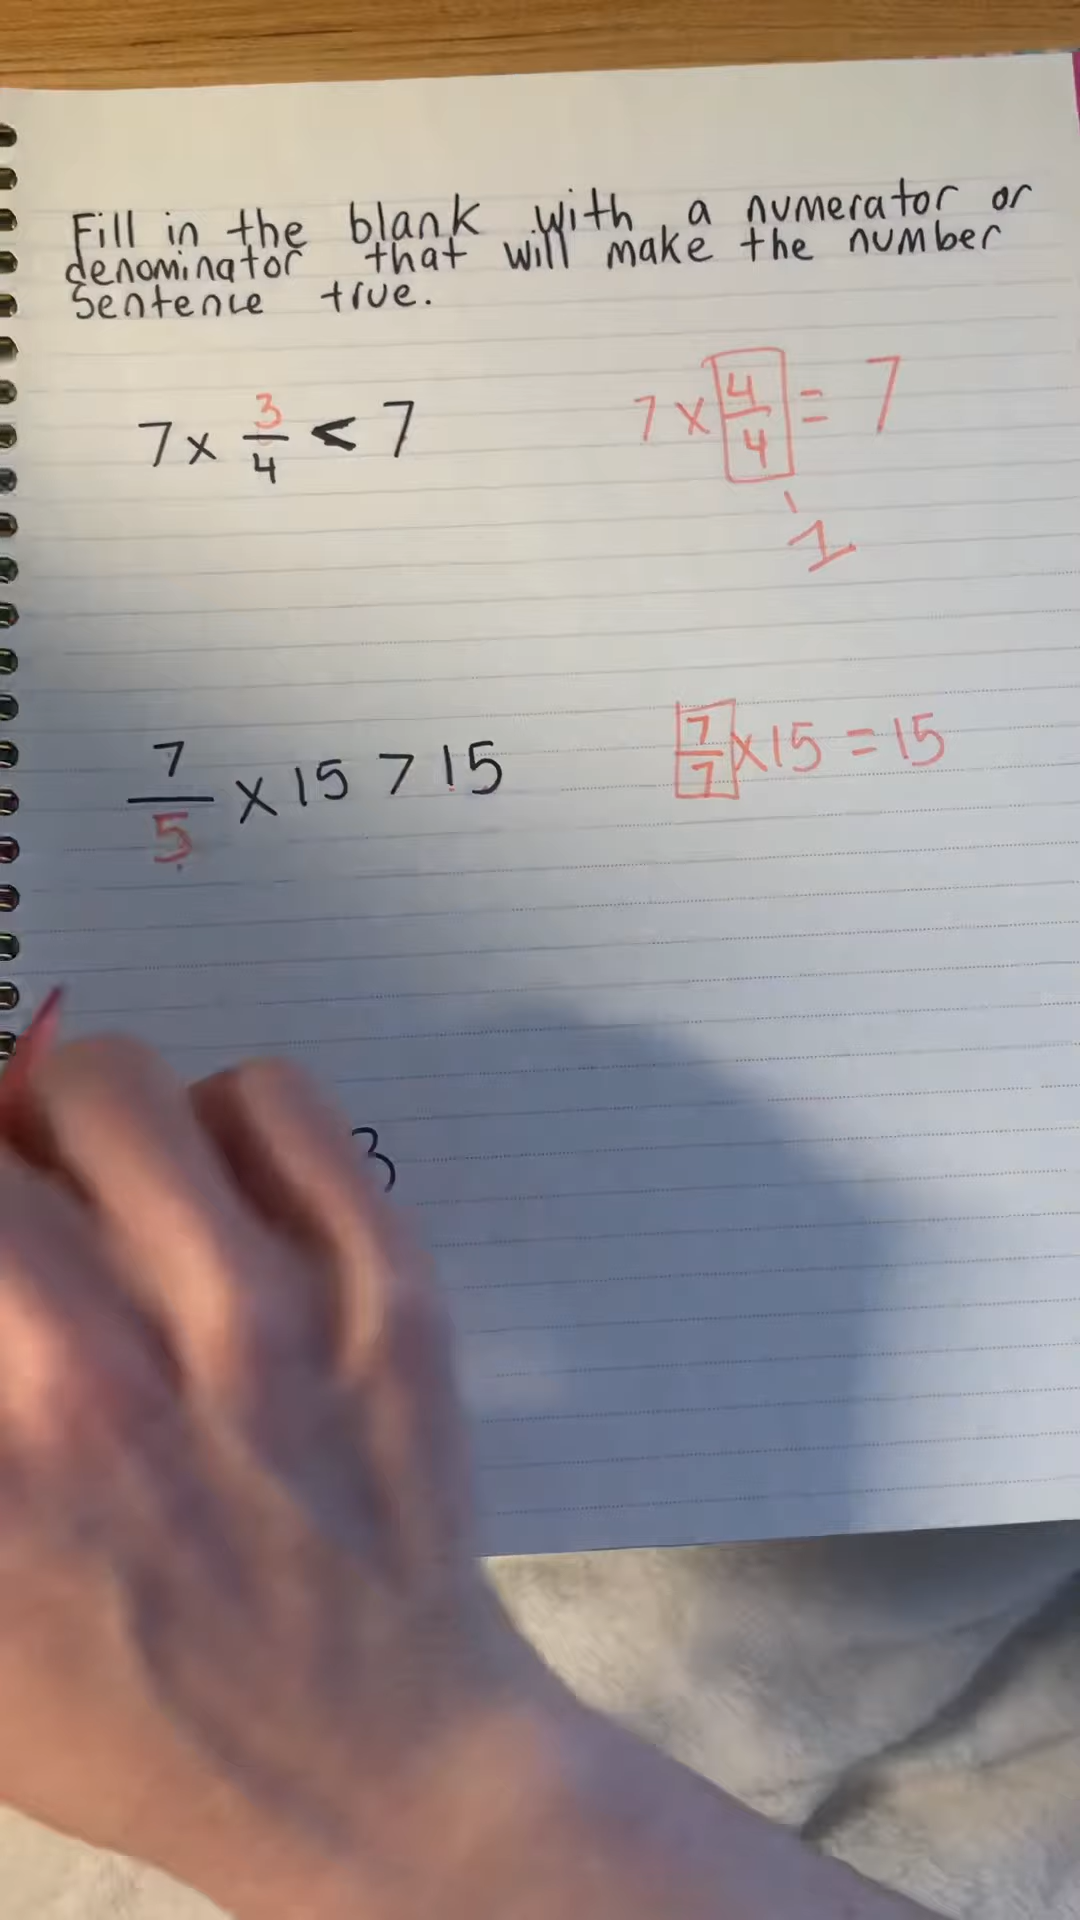 Fill in the blank with a numerator or
denominator that will make the number
Sentence true.
7 x 3/4 < 7
7 x 4/4 = 7
1
7/5 x 15 > 15
7/7 x 15 = 15
3